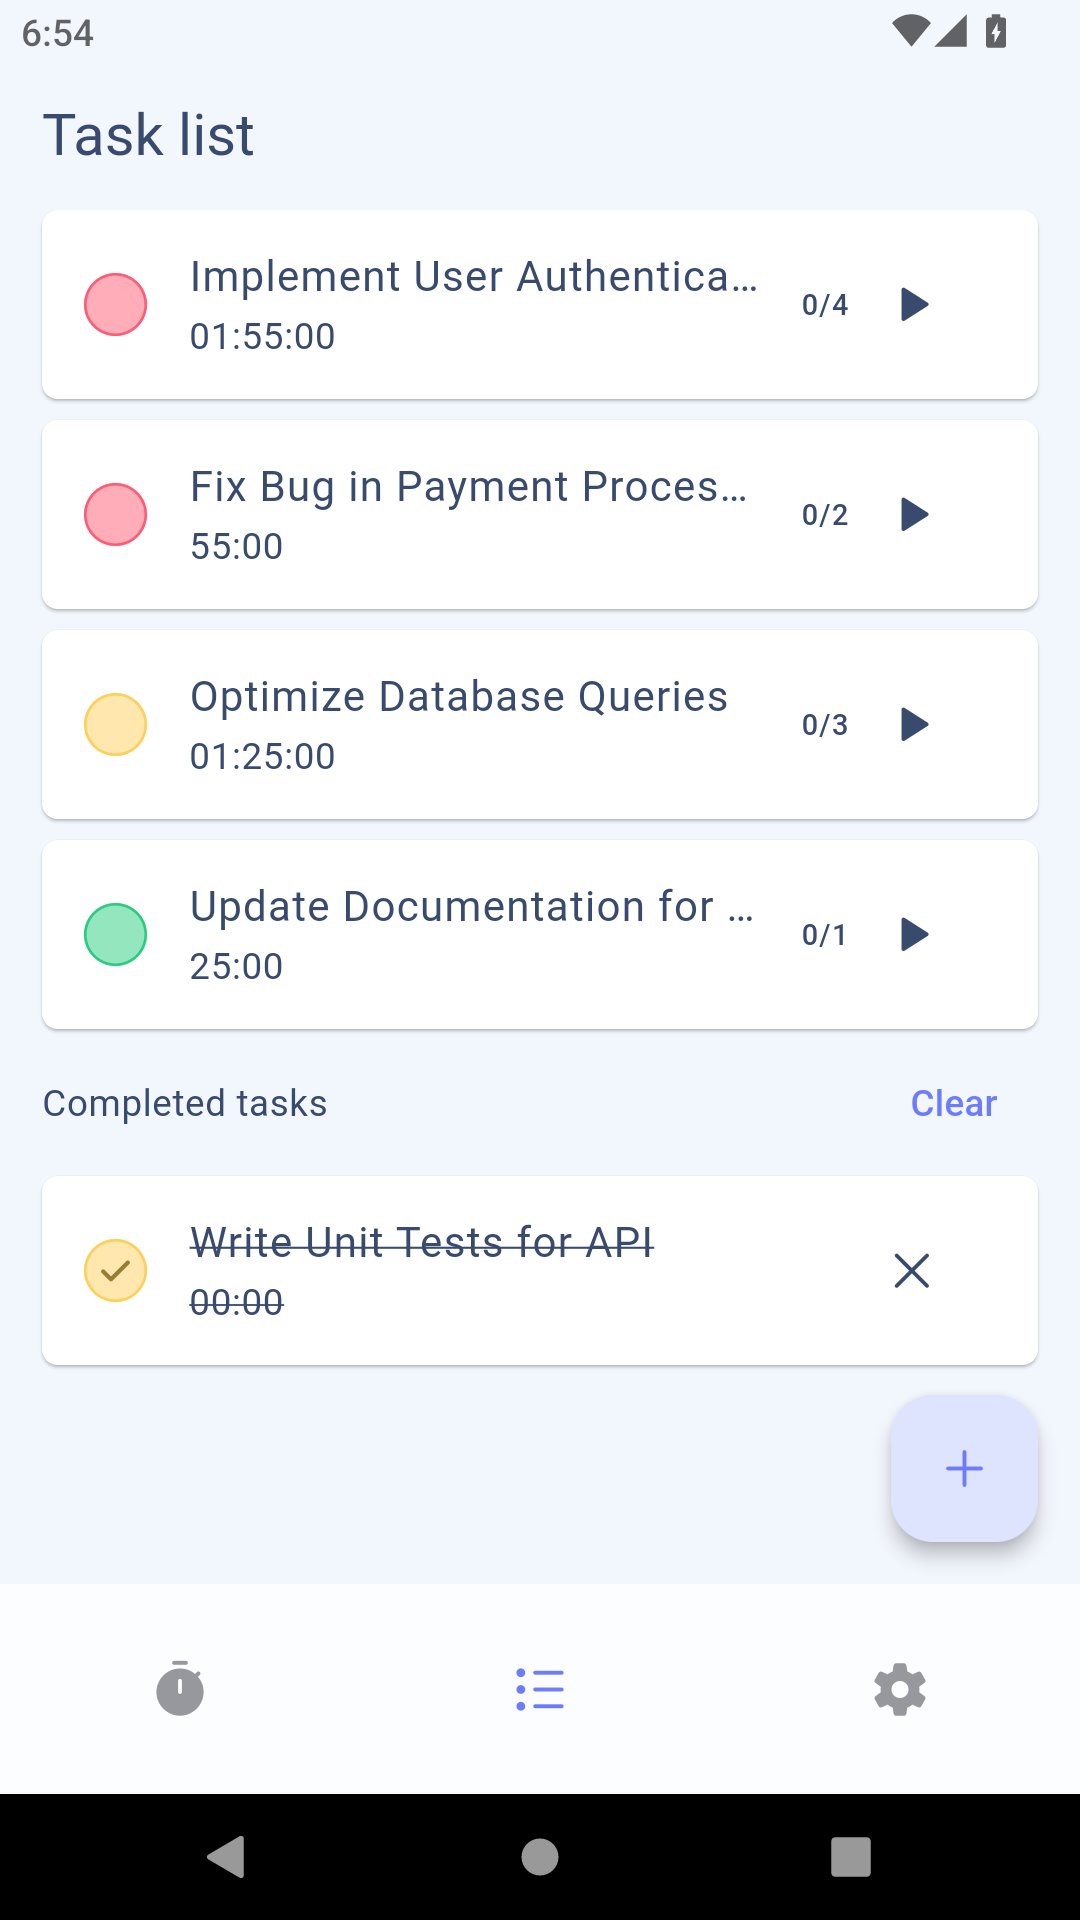 6:54
Task list
Implement User Authentica...
0/4
01:55:00
Fix Bug in Payment Proces...
0/2
55:00
Optimize Database Queries
0/3
01:25:00
Update Documentation for ...
0/1
25:00
Completed tasks
Clear
Write Unit Tests for API
00:00